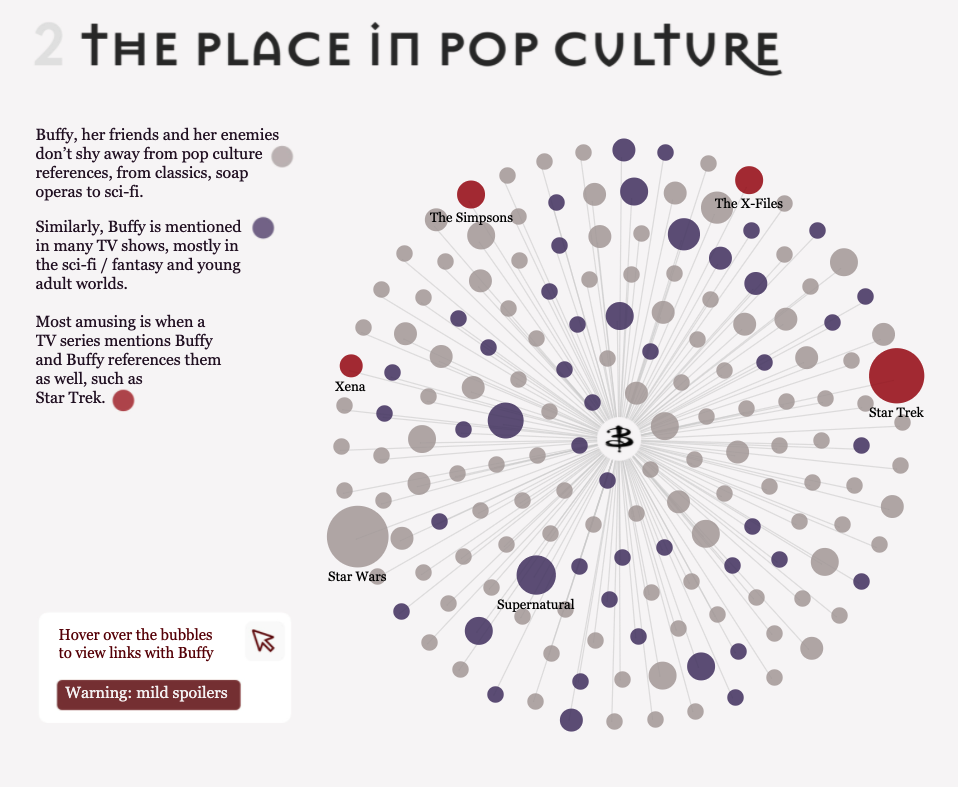 2 THE PLACE IN POP CULTURE
Buffy, her friends and her enemies
don’t shy away from pop culture
references, from classics, soap
operas to sci-fi.
Similarly, Buffy is mentioned
in many TV shows, mostly in
the sci-fi / fantasy and young
adult worlds.
Most amusing is when a
TV series mentions Buffy
and Buffy references them
as well, such as
Star Trek.
The Simpsons
The X-Files
Xena
Star Trek
B
Star Wars
Supernatural
Hover over the bubbles
to view links with Buffy
Warning: mild spoilers